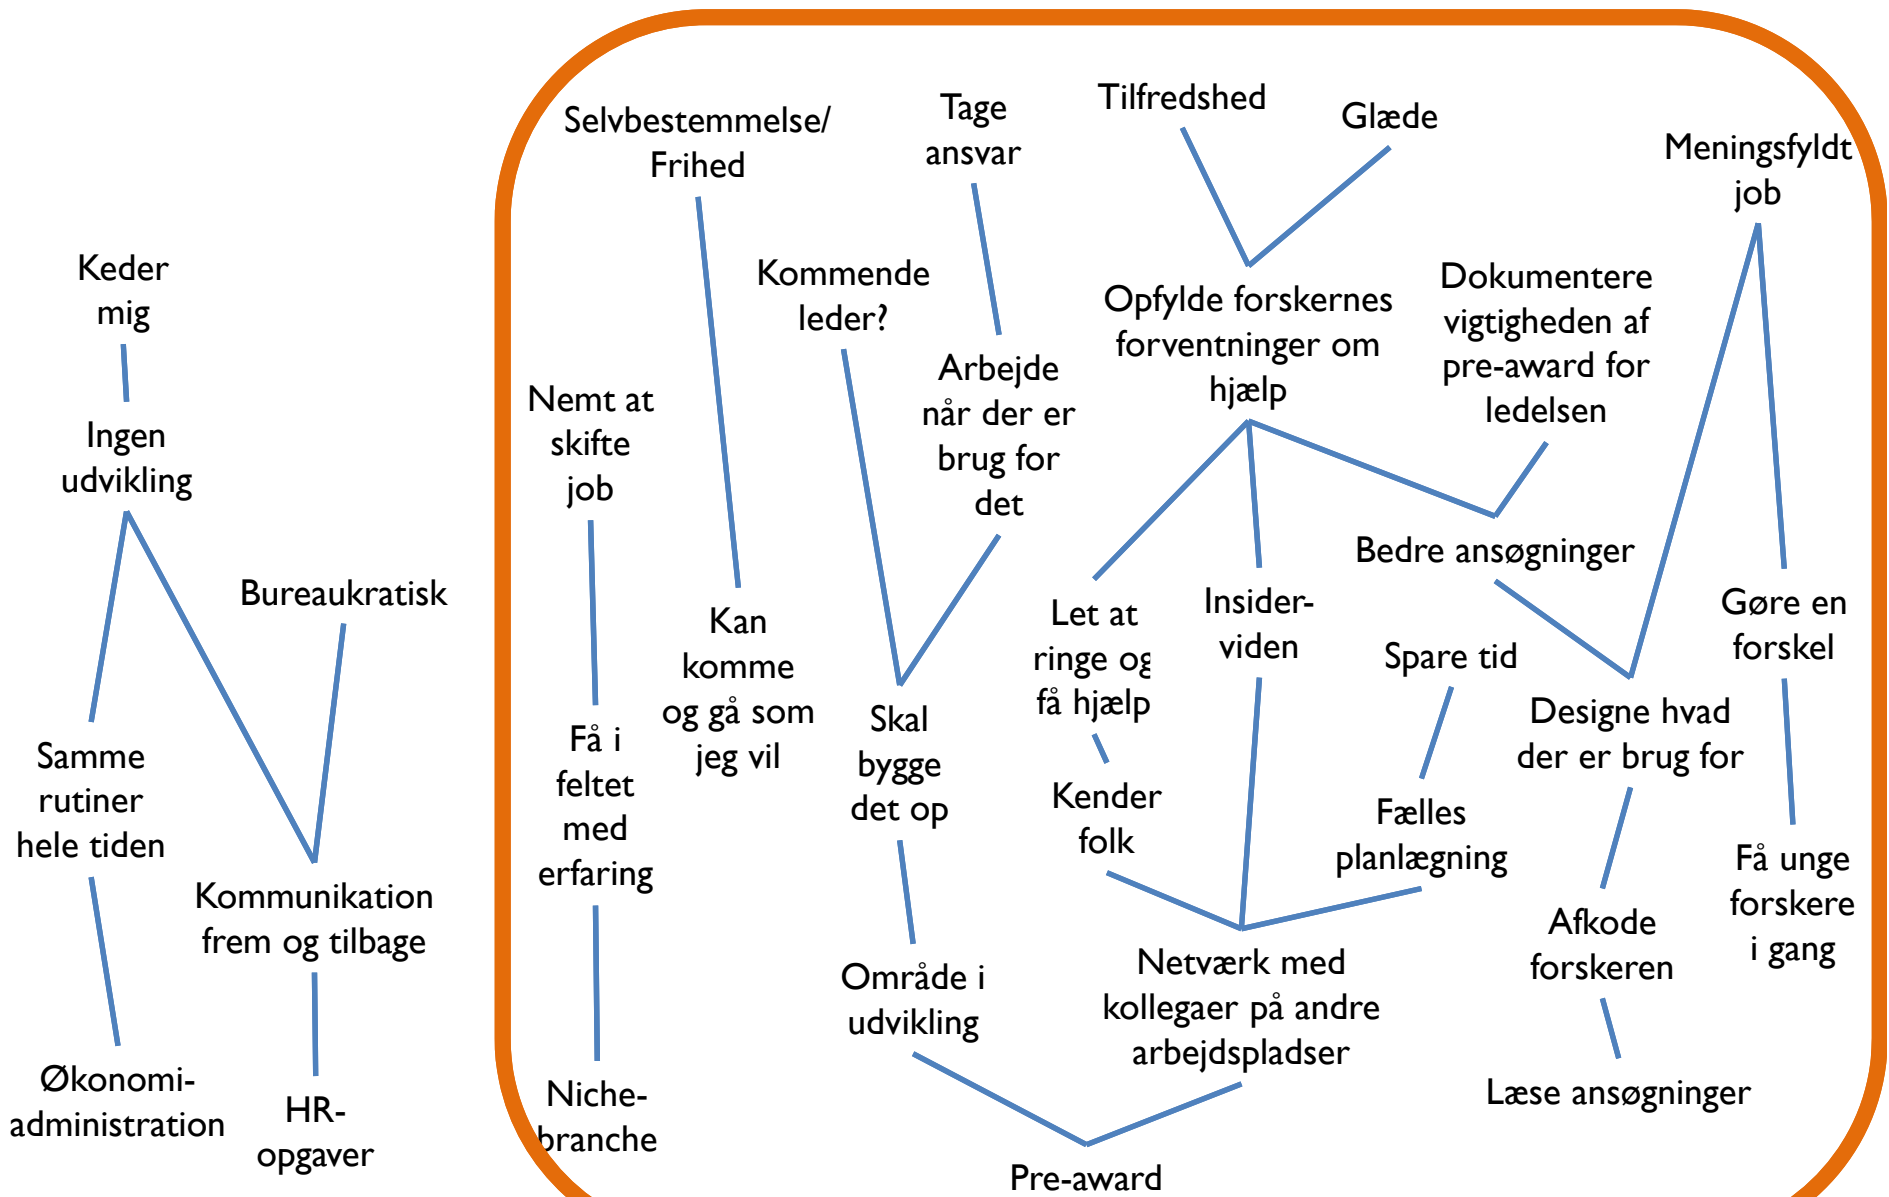 Keder
mig
Ingen
udvikling
Bureaukratisk
Samme
rutiner
hele tiden
Kommunikation
frem og tilbage
Økonomi-
administration
HR-
opgaver
Selvbestemmelse/
Frihed
Tage
ansvar
Tilfredshed
Glæde
Meningsfyldt
job
Kommende
leder?
Opfylde forskernes
forventninger om
hjælp
Dokumentere
vigtigheden af
pre-award for
ledelsen
Nemt at
skifte
job
Arbejde
når der er
brug for
det
Bedre ansøgninger
Kan
komme
og gå som
jeg vil
Let at
ringe og
få hjælp
Insider-
viden
Spare tid
Gøre en
forskel
Få i
feltet
med
erfaring
Skal
bygge
det op
Kender
folk
Fælles
planlægning
Designe hvad
der er brug for
Få unge
forskere
i gang
Afkode
forskeren
Område i
udvikling
Netværk med
kollegaer på andre
arbejdspladser
Læse ansøgninger
Niche-
branche
Pre-award